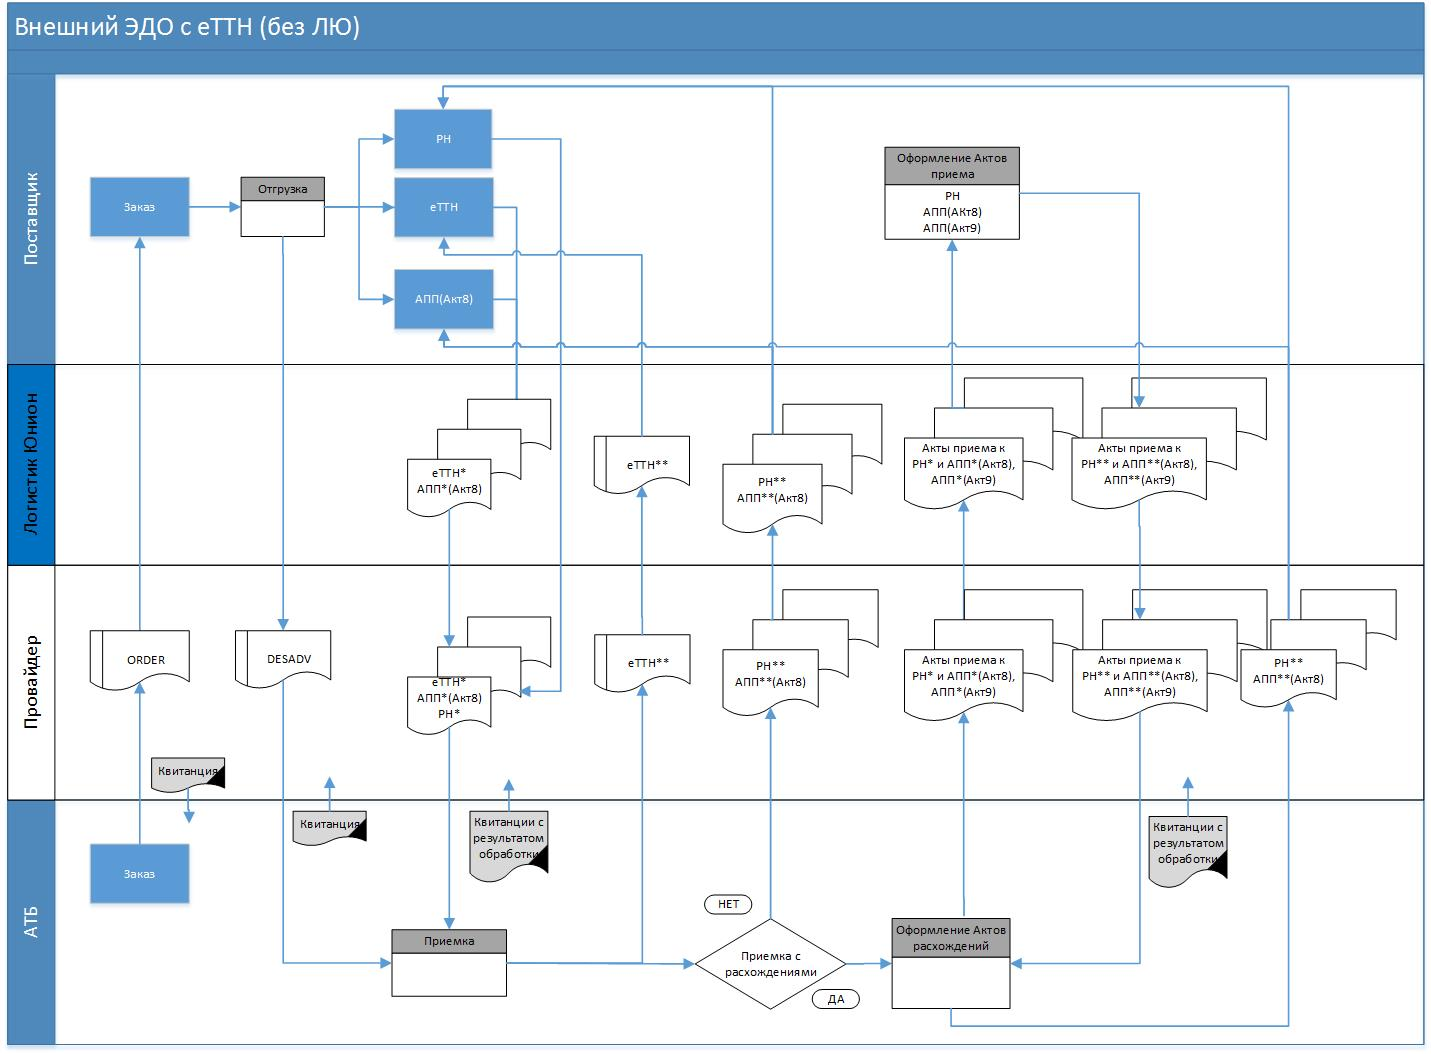 Внешний ЭДО с еТТН (без ЛЮ)
Поставщик
Заказ
Отгрузка
РН
еТТН
АПП(Акт8)
Оформление Актов
приема
РН
АПП(АКт8)
АПП(Акт9)
Логистик Юнион
еТТН*
АПП*(Акт8)
еТТН**
РН**
АПП**(Акт8)
Акты приема к
РН* и АПП*(Акт8),
АПП*(Акт9)
Акты приема к
РН** и АПП**(Акт8),
АПП**(Акт9)
Провайдер
ORDER
DESADV
еТТН*
АПП*(Акт8)
РН*
еТТН**
РН**
АПП**(Акт8)
Акты приема к
РН* и АПП*(Акт8),
АПП*(Акт9)
Акты приема к
РН** и АПП**(Акт8),
АПП**(Акт9)
РН**
АПП**(Акт8)
Квитанция
АТБ
Квитанция
Квитанции с
результатом
обработки
Квитанции с
результатом
обработки
Заказ
Приемка
НЕТ
Приемка с
расхождениями
ДА
Оформление Актов
расхождений